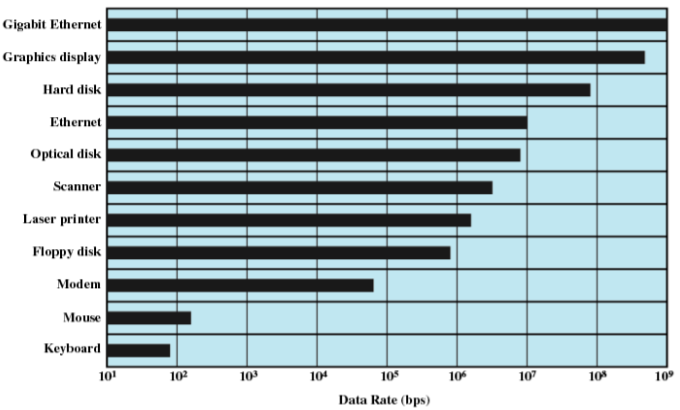 Gigabit Ethernet
Graphics display
Hard disk
Ethernet
Optical disk
Scanner
Laser printer
Floppy disk
Modem
Mouse
Keyboard
10¹ 10² 10³ 10⁴ 10⁵ 10⁶ 10⁷ 10⁸ 10⁹
Data Rate (bps)